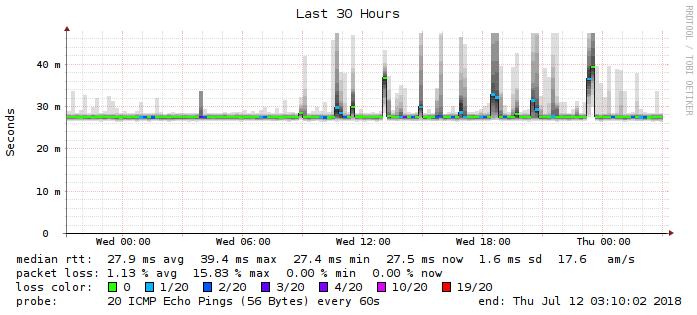 Last 30 Hours
RRDTOOL / TOBI OETIKER
Seconds
40 m
30 m
20 m
10 m
0
Wed 00:00 Wed 06:00 Wed 12:00 Wed 18:00 Thu 00:00
median rtt: 27.9 ms avg 39.4 ms max 27.4 ms min 27.5 ms now 1.6 ms sd 17.6 am/s
packet loss: 1.13 % avg 15.83 % max 0.00 % min 0.00 % now
loss color: 0 1/20 2/20 3/20 4/20 10/20 19/20
probe: 20 ICMP Echo Pings (56 Bytes) every 60s end: Thu Jul 12 03:10:02 2018